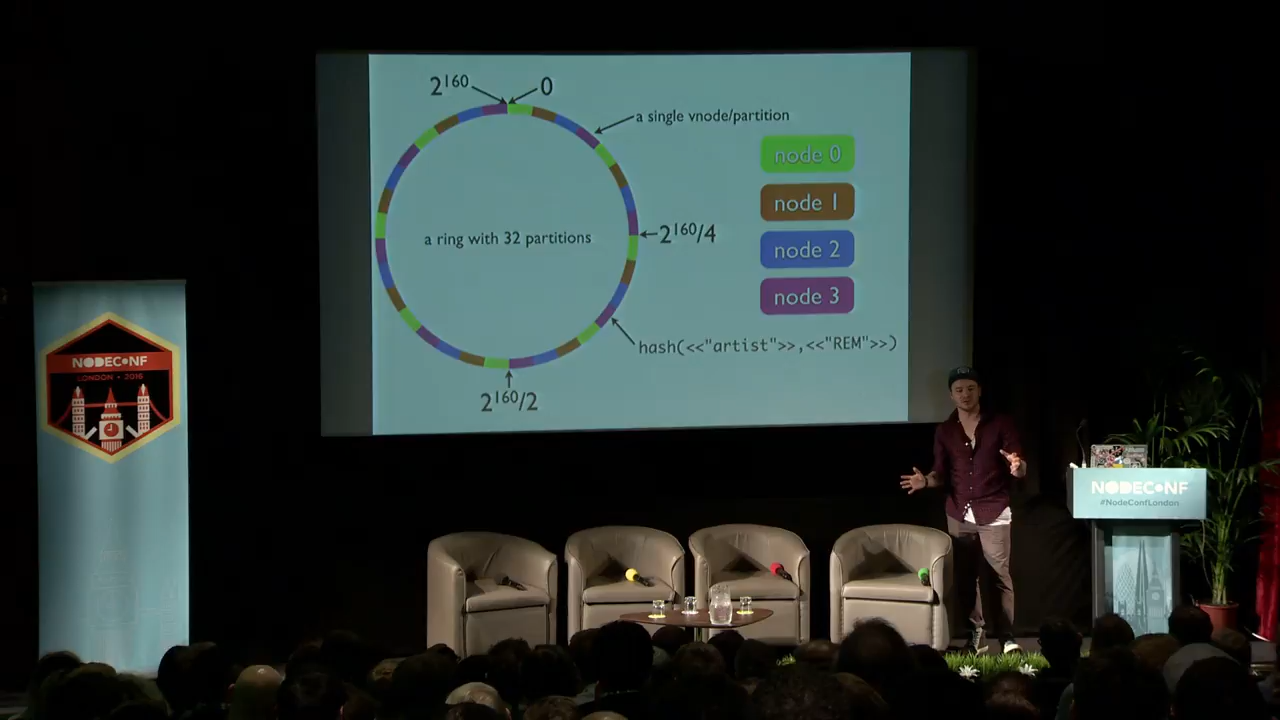 2^160
0
a single vnode/partition
node 0
node 1
a ring with 32 partitions
2^160/4
node 2
node 3
hash(<<"artist">>,<<"REM">>)
2^160/2
NODECONF
LONDON • 2016
NODECONF
#NodeConfLondon